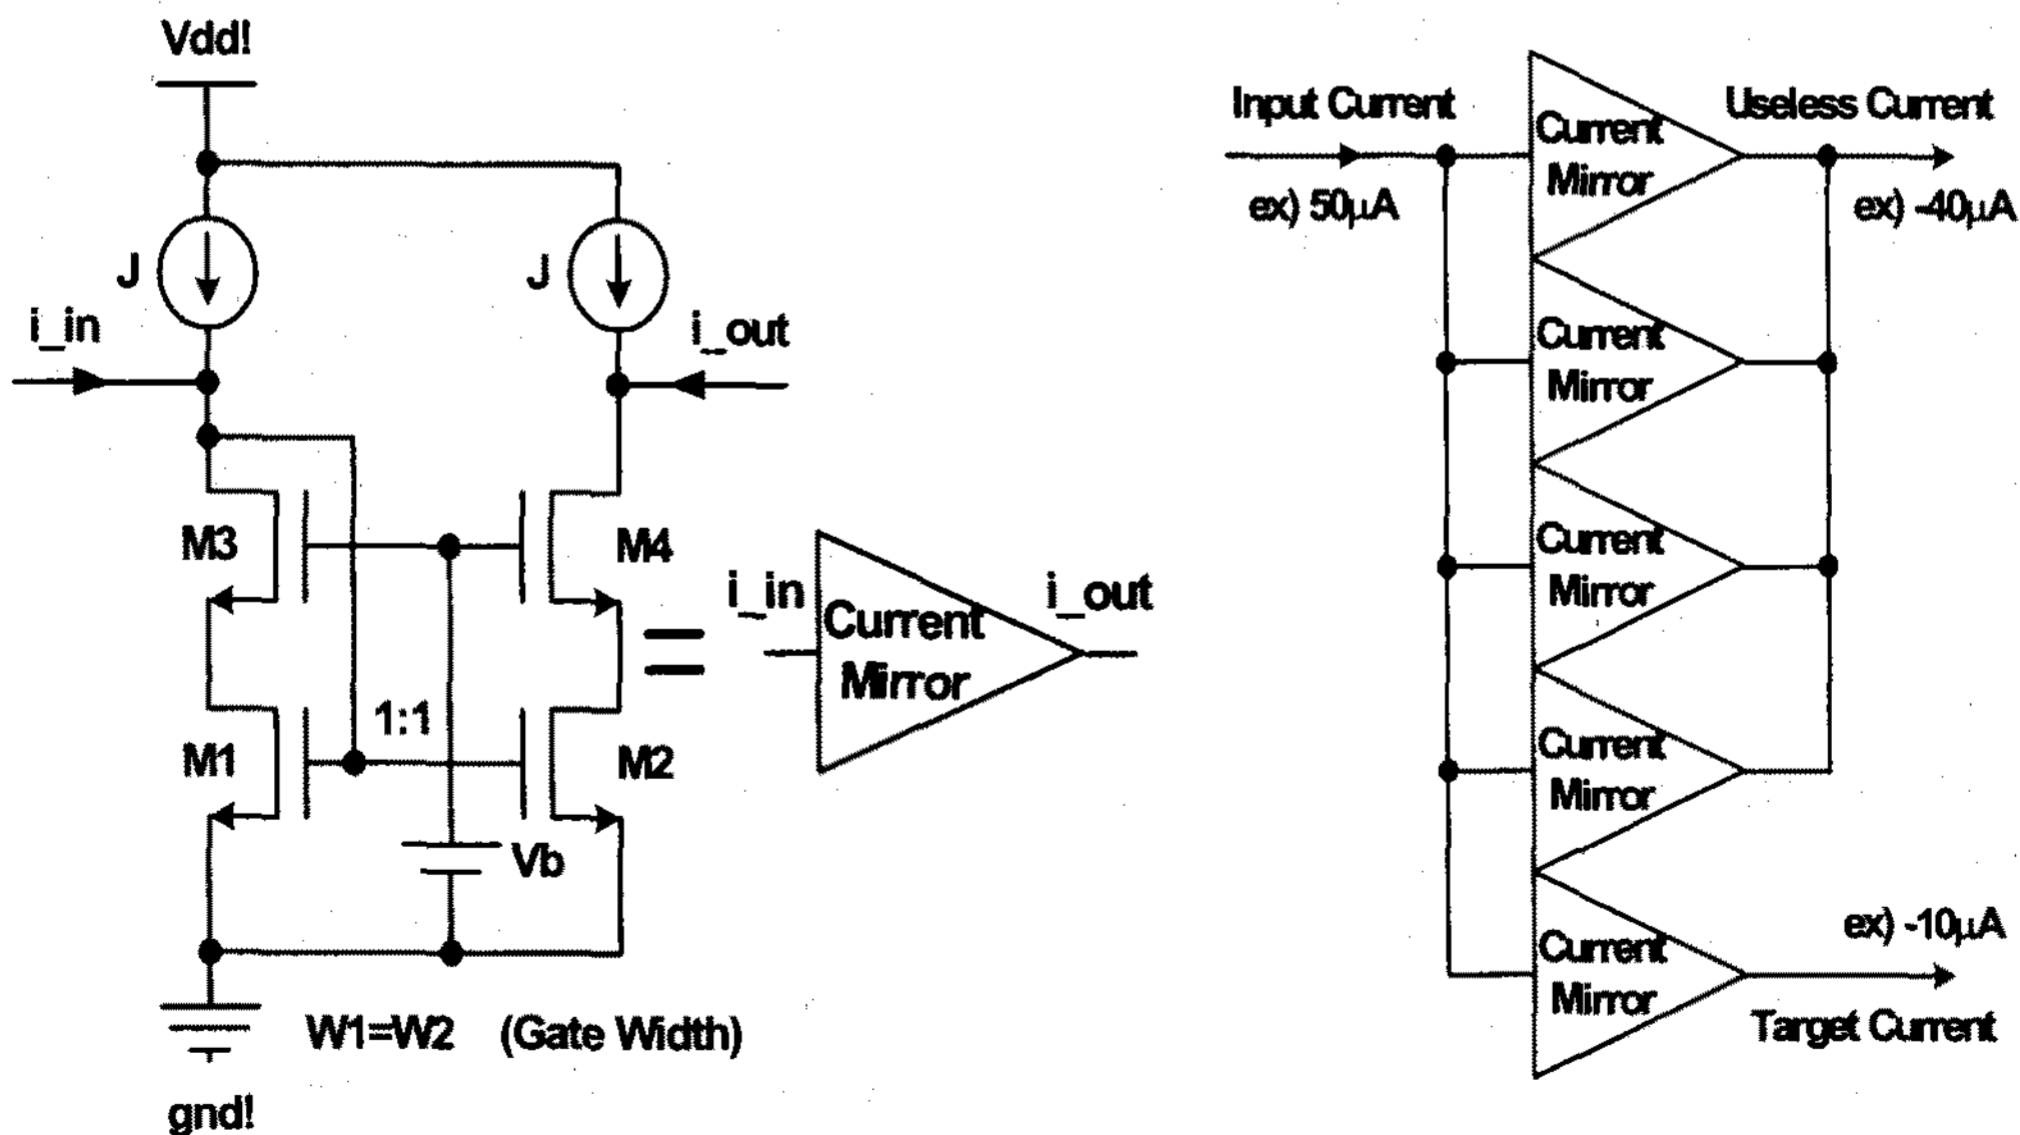 Vdd!
J
J
i_in
i_out
M3
M4
1:1
M1
M2
Vb
W1=W2 (Gate Width)
gnd!
=
i_in
Current
Mirror
i_out
Input Current
ex) 50μA
Current
Mirror
Useless Current
ex) -40μA
Current
Mirror
Current
Mirror
Current
Mirror
Current
Mirror
ex) -10μA
Target Current